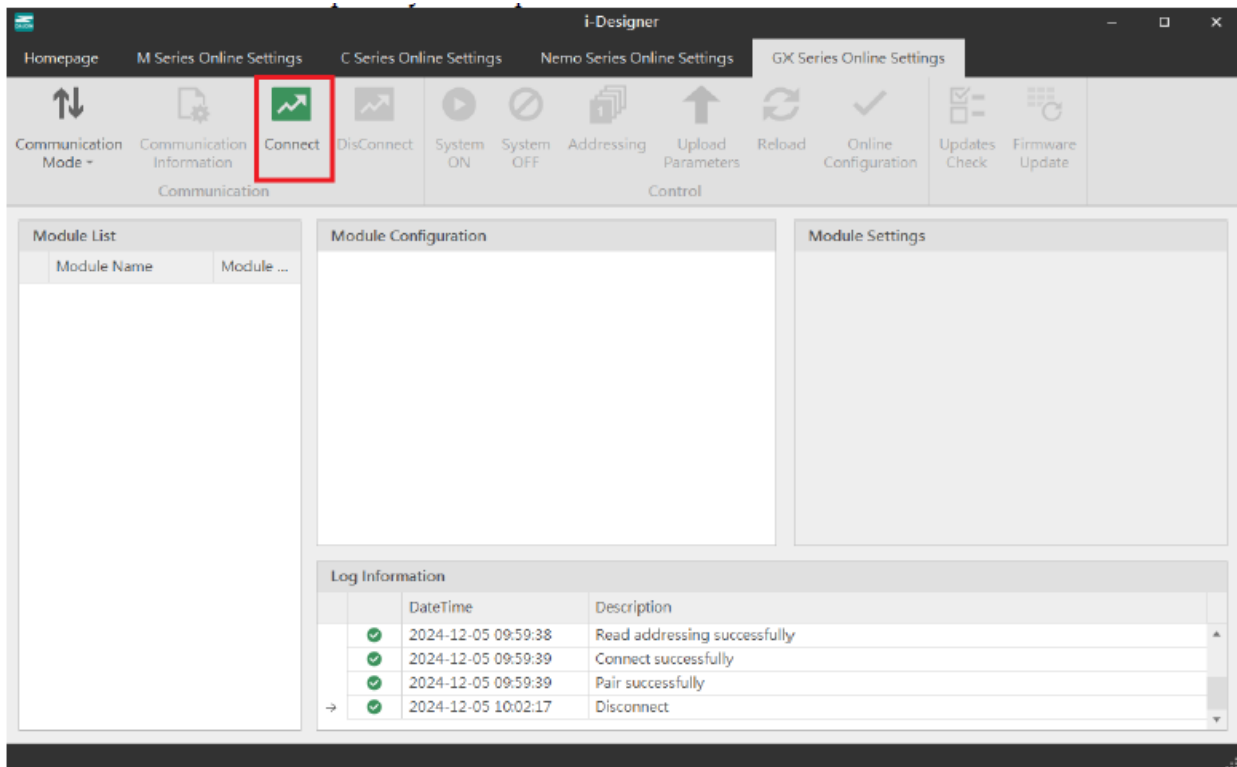 i-Designer
Homepage M Series Online Settings C Series Online Settings Nemo Series Online Settings GX Series Online Settings
Communication Mode Communication Information Connect DisConnect System ON System OFF Addressing Upload Parameters Reload Online Configuration Updates Check Firmware Update
Communication Control
Module List Module Configuration Module Settings
Module Name Module ...
Log Information
DateTime Description
2024-12-05 09:59:38 Read addressing successfully
2024-12-05 09:59:39 Connect successfully
2024-12-05 09:59:39 Pair successfully
2024-12-05 10:02:17 Disconnect